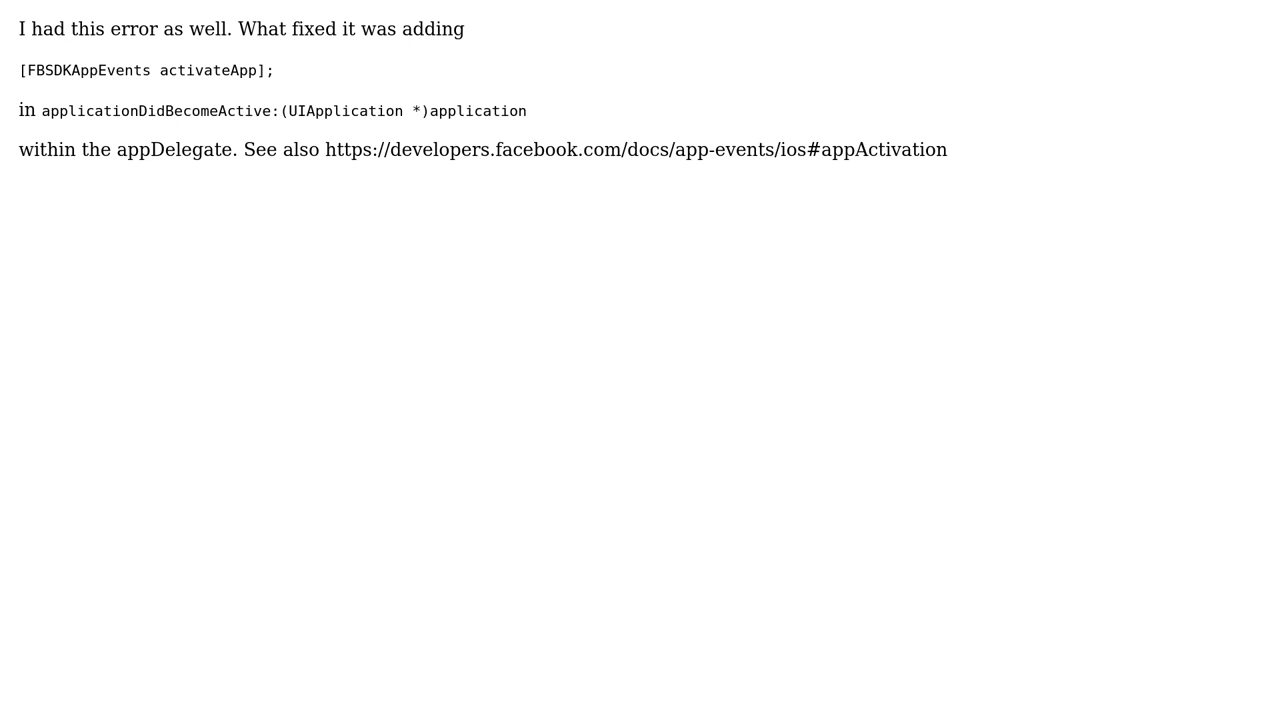 I had this error as well. What fixed it was adding
[FBSDKAppEvents activateApp];
in applicationDidBecomeActive:(UIApplication *)application
within the appDelegate. See also https://developers.facebook.com/docs/app-events/ios#appActivation